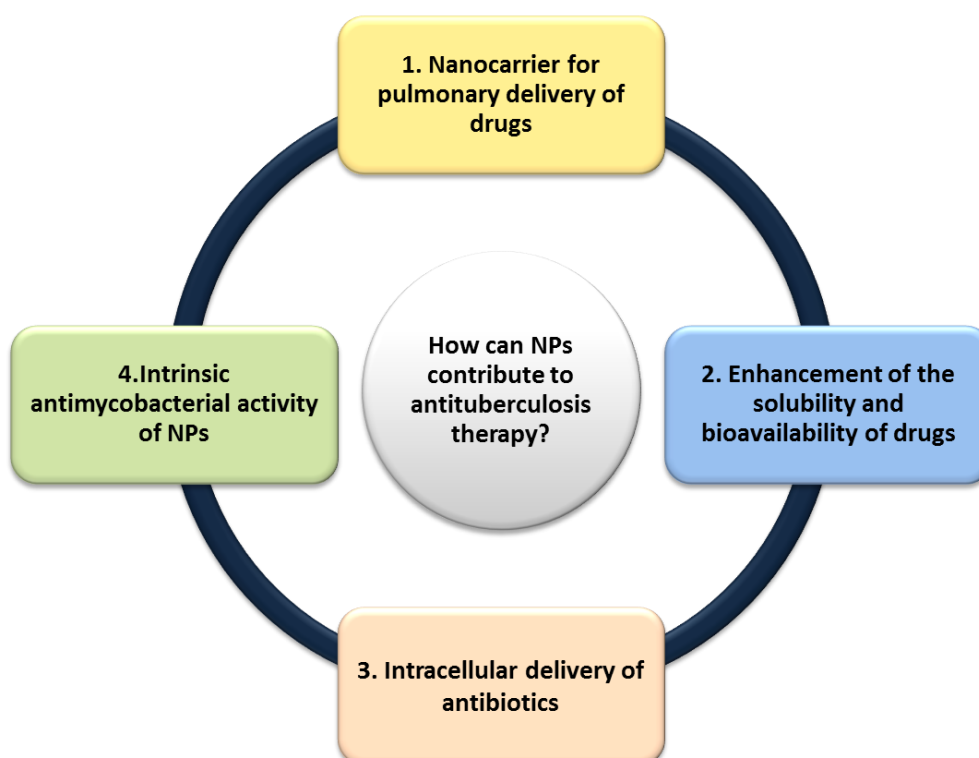 1. Nanocarrier for
pulmonary delivery of
drugs
How can NPs
contribute to
antituberculosis
therapy?
4.Intrinsic
antimycobacterial activity
of NPs
2. Enhancement of the
solubility and
bioavailability of drugs
3. Intracellular delivery of
antibiotics